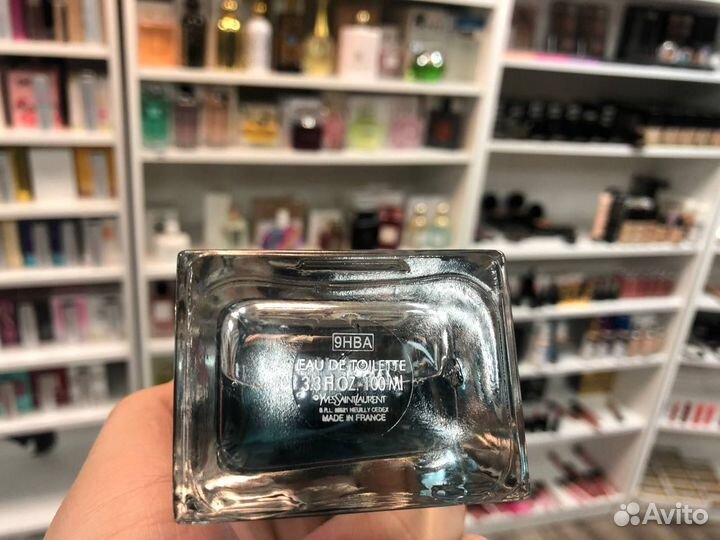 9HBA
EAU DE TOILETTE
3.3 Fl.OZ. 100 Ml
YVESSAINTLAURENT
MADE IN FRANCE
Avito